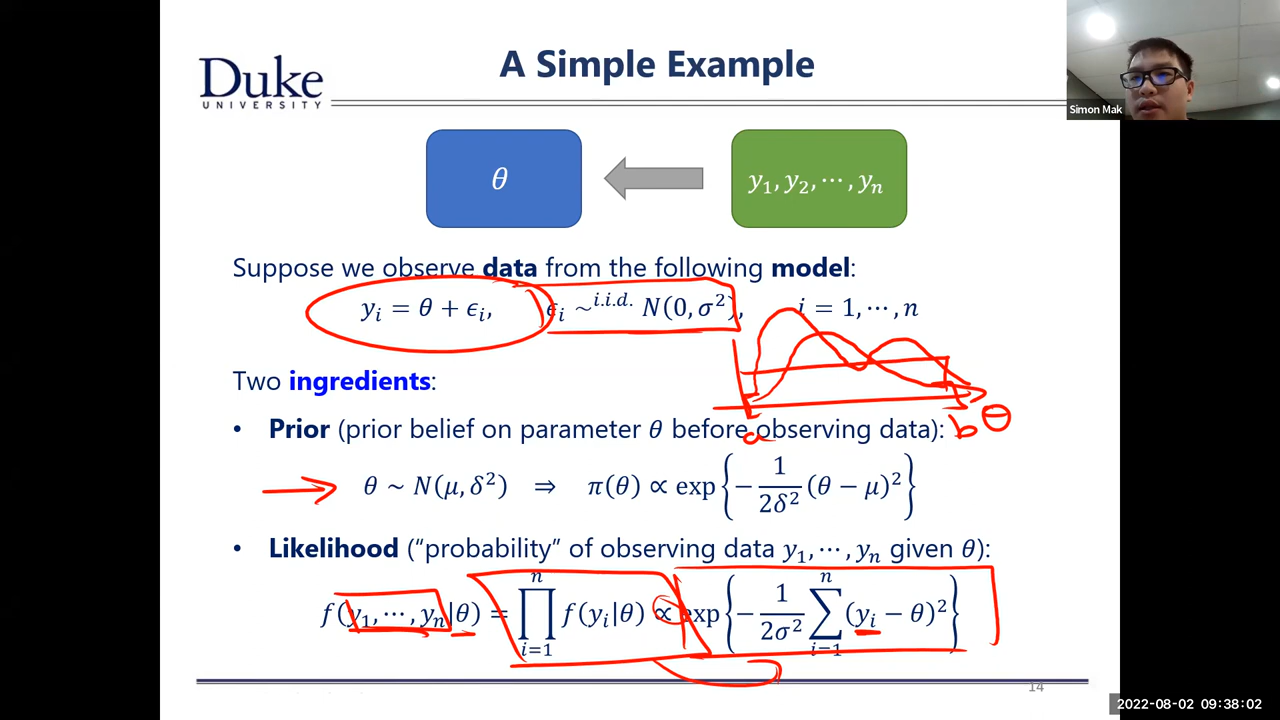 A Simple Example
Duke
UNIVERSITY
Simon Mak
θ
y₁, y₂, ⋯, yₙ
Suppose we observe data from the following model:
yᵢ = θ + ϵᵢ, ϵᵢ ~^{i.i.d.} N(0, σ²), i = 1, ⋯, n
Two ingredients:
a
b
θ
• Prior (prior belief on parameter θ before observing data):
θ ~ N(μ, δ²) ⇒ π(θ) ∝ exp{−1/2δ² (θ − μ)²}
• Likelihood (“probability” of observing data y₁, ⋯, yₙ given θ):
f(y₁, ⋯, yₙ|θ) = ∏_{i=1}^{n} f(yᵢ|θ) ∝ exp{−1/2σ² ∑_{i=1}^{n} (yᵢ − θ)²}
14
2022-08-02 09:38:02